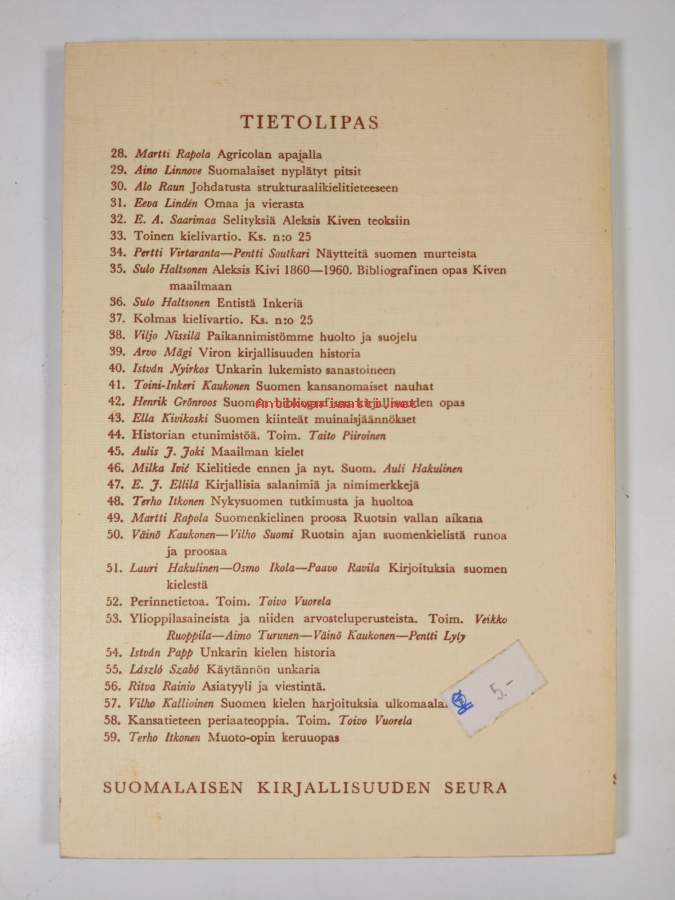 TIETOLIPAS
28. Martti Rapola Agricolan apajalla
29. Aino Linnove Suomalaiset nyplätyt pitsit
30. Alo Raun Johdatusta strukturaalikielitieteeseen
31. Eeva Lindén Omaa ja vierasta
32. E. A. Saarimaa Selityksiä Aleksis Kiven teoksiin
33. Toinen kielivartio. Ks. n:o 25
34. Pertti Virtaranta—Pentti Soutkari Näytteitä suomen murteista
35. Sulo Haltsonen Aleksis Kivi 1860—1960. Bibliografinen opas Kiven
maailmaan
36. Sulo Haltsonen Entistä Inkeriä
37. Kolmas kielivartio. Ks. n:o 25
38. Viljo Nissilä Paikannimistömme huolto ja suojelu
39. Arvo Mägi Viron kirjallisuuden historia
40. István Nyirkos Unkarin lukemisto sanastoineen
41. Toini-Inkeri Kaukonen Suomen kansanomaiset nauhat
42. Henrik Grönroos Suomen bibliografisen kirjallisuuden opas
Antikvariaatti.net
43. Ella Kivikoski Suomen kiinteät muinaisjäännökset
44. Historian etunimistöä. Toim. Taito Piiroinen
45. Aulis J. Joki Maailman kielet
46. Milka Ivić Kielitiede ennen ja nyt. Suom. Auli Hakulinen
47. E. J. Ellilä Kirjallisia salanimiä ja nimimerkkejä
48. Terho Itkonen Nykysuomen tutkimusta ja huoltoa
49. Martti Rapola Suomenkielinen proosa Ruotsin vallan aikana
50. Väinö Kaukonen—Vilho Suomi Ruotsin ajan suomenkielistä runoa
ja proosaa
51. Lauri Hakulinen—Osmo Ikola—Paavo Ravila Kirjoituksia suomen
kielestä
52. Perinnetietoa. Toim. Toivo Vuorela
53. Ylioppilasaineista ja niiden arvosteluperusteista. Toim. Veikko
Ruoppila—Aimo Turunen—Väinö Kaukonen—Pentti Lyly
54. István Papp Unkarin kielen historia
55. László Szabó Käytännön unkaria
56. Ritva Rainio Asiatyyli ja viestintä.
57. Vilho Kallioinen Suomen kielen harjoituksia ulkomaala
58. Kansatieteen periaateoppia. Toim. Toivo Vuorela
59. Terho Itkonen Muoto-opin keruuopas
5.-
SUOMALAISEN KIRJALLISUUDEN SEURA